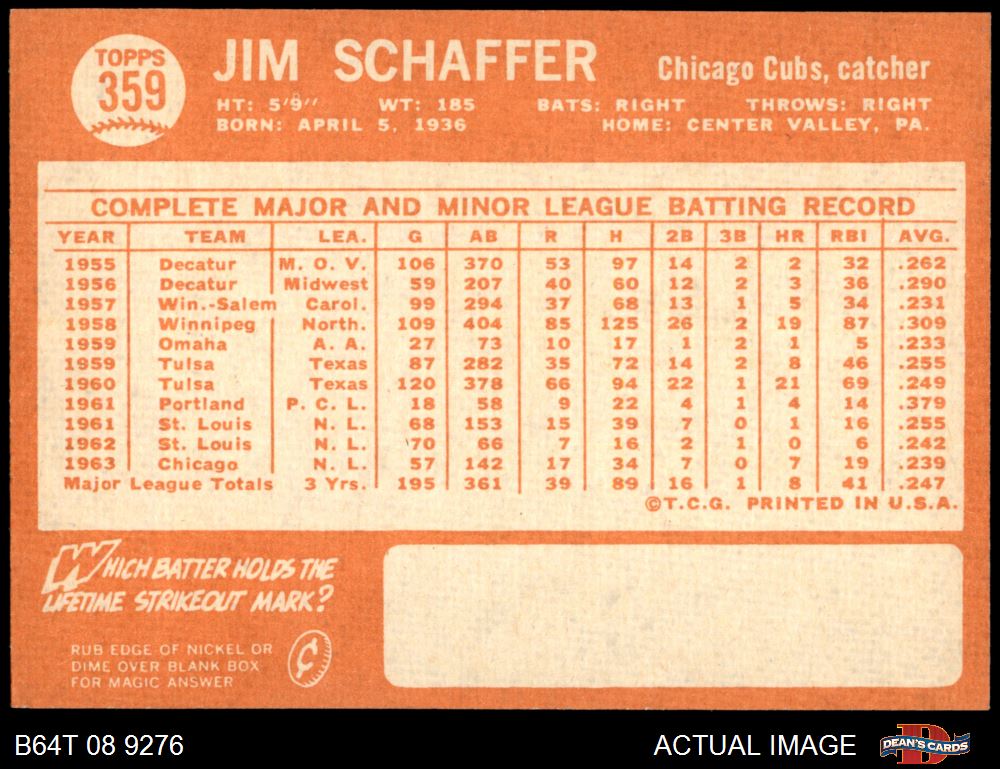 TOPPS
359
JIM SCHAFFER
Chicago Cubs, catcher
HT: 5'9" WT: 185 BATS: RIGHT THROWS: RIGHT
BORN: APRIL 5, 1936 HOME: CENTER VALLEY, PA.
COMPLETE MAJOR AND MINOR LEAGUE BATTING RECORD
YEAR TEAM LEA. G AB R H 2B 3B HR RBI AVG.
1955 Decatur M. O. V. 106 370 53 97 14 2 2 32 .262
1956 Decatur Midwest 59 207 40 60 12 2 3 36 .290
1957 Win.-Salem Carol. 99 294 37 68 13 1 5 34 .231
1958 Winnipeg North. 109 404 85 125 26 2 19 87 .309
1959 Omaha A. A. 27 73 10 17 1 2 1 5 .233
1959 Tulsa Texas 87 282 35 72 14 2 8 46 .255
1960 Tulsa Texas 120 378 66 94 22 1 21 69 .249
1961 Portland P. C. L. 18 58 9 22 4 1 4 14 .379
1961 St. Louis N. L. 68 153 15 39 7 0 1 16 .255
1962 St. Louis N. L. 70 66 7 16 2 1 0 6 .242
1963 Chicago N. L. 57 142 17 34 7 0 7 19 .239
Major League Totals 3 Yrs. 195 361 39 89 16 1 8 41 .247
©T.C.G. PRINTED IN U.S.A.
WHICH BATTER HOLDS THE
LIFETIME STRIKEOUT MARK?
RUB EDGE OF NICKEL OR
DIME OVER BLANK BOX
FOR MAGIC ANSWER
¢
B64T 08 9276
ACTUAL IMAGE
D
DEAN'S CARDS